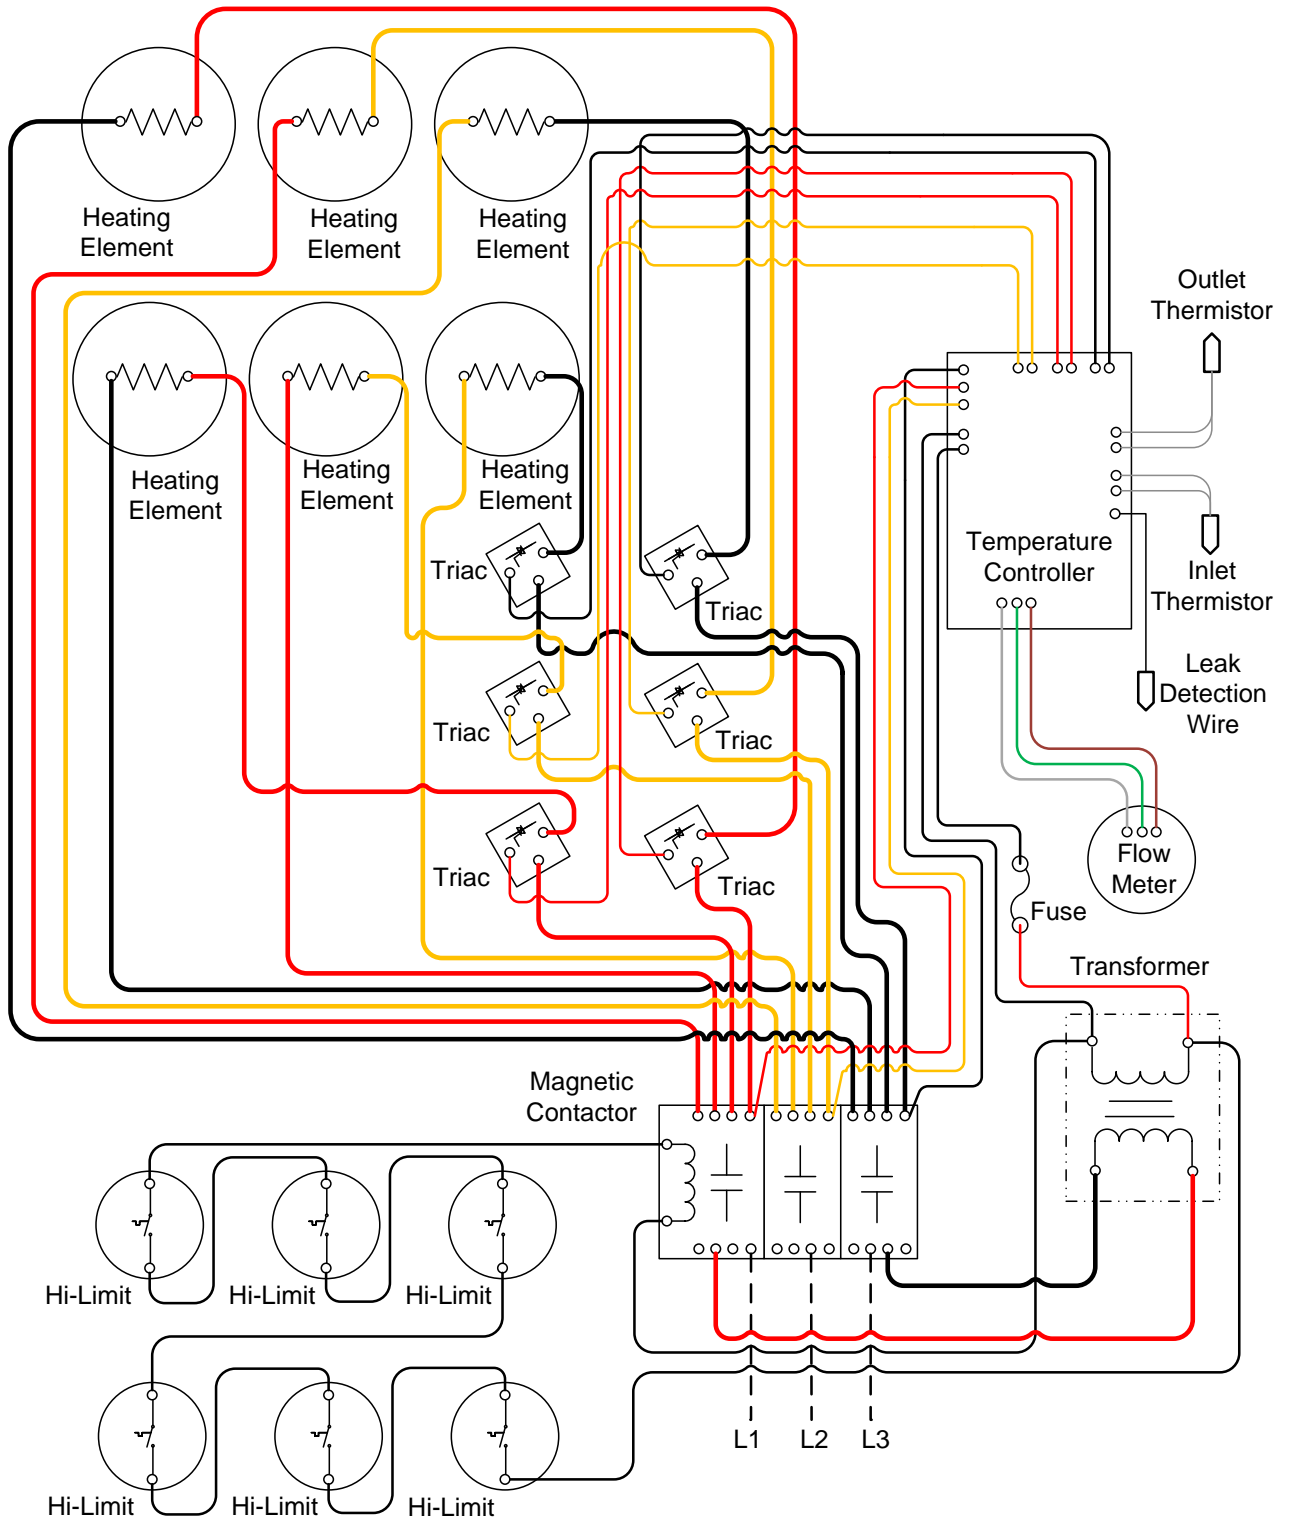 Heating
Element
Heating
Element
Heating
Element
Outlet
Thermistor
Heating
Element
Heating
Element
Heating
Element
Temperature
Controller
Triac
Triac
Inlet
Thermistor
Leak
Detection
Wire
Triac
Triac
Flow
Meter
Triac
Triac
Fuse
Transformer
Magnetic
Contactor
Hi-Limit
Hi-Limit
Hi-Limit
L1
L2
L3
Hi-Limit
Hi-Limit
Hi-Limit